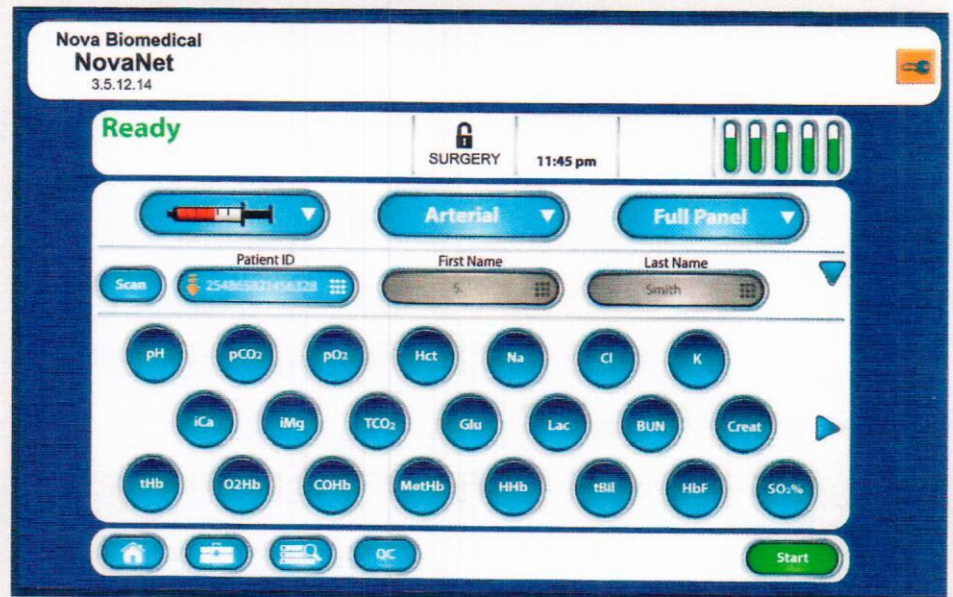 Nova Biomedical
NovaNet
3.5.12.14
Ready
SURGERY
11:45 pm
Arterial
Full Panel
Patient ID
First Name
Last Name
Scan
254865821456328
S.
Smith
pH
pCO2
pO2
Hct
Na
Cl
K
iCa
iMg
TCO2
Glu
Lac
BUN
Creat
tHb
O2Hb
COHb
MetHb
HHb
tBil
HbF
SO2%
QC
Start